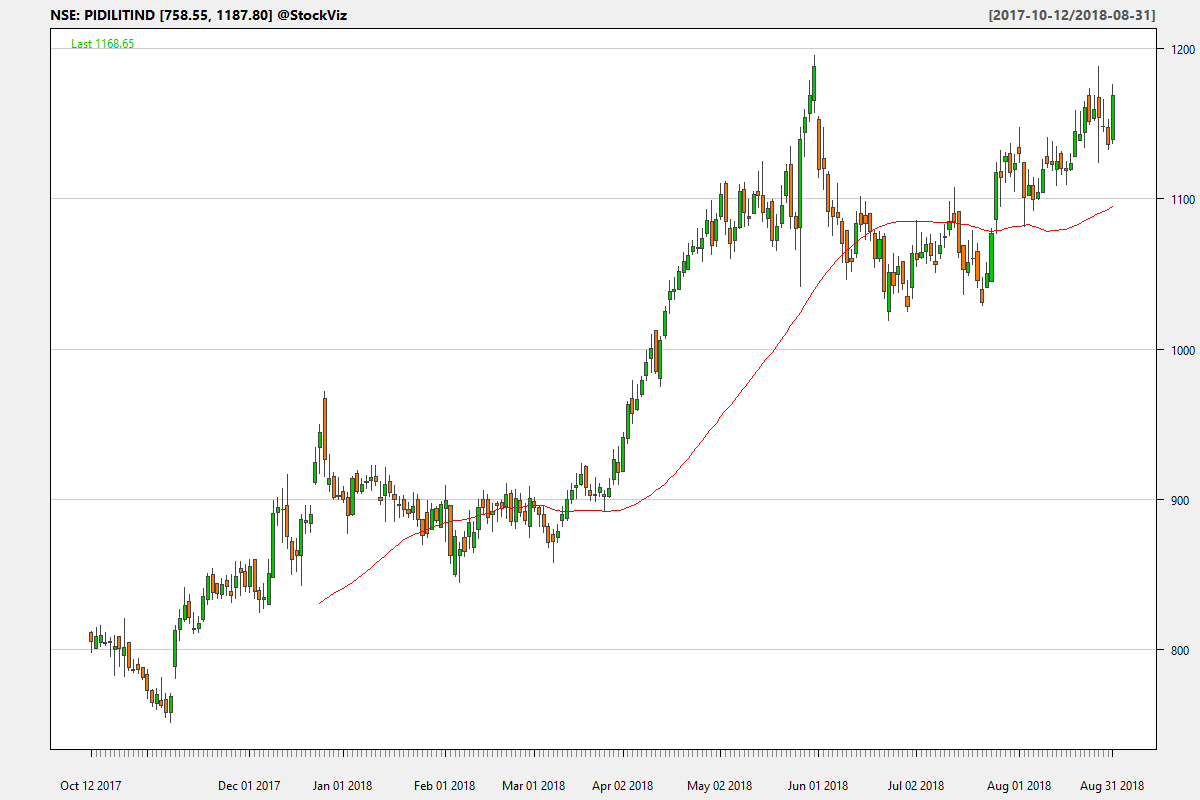 NSE: PIDILITIND [758.55, 1187.80] @StockViz [2017-10-12/2018-08-31]
Last 1168.65
1200
1100
1000
900
800
Oct 12 2017 Dec 01 2017 Jan 01 2018 Feb 01 2018 Mar 01 2018 Apr 02 2018 May 02 2018 Jun 01 2018 Jul 02 2018 Aug 01 2018 Aug 31 2018